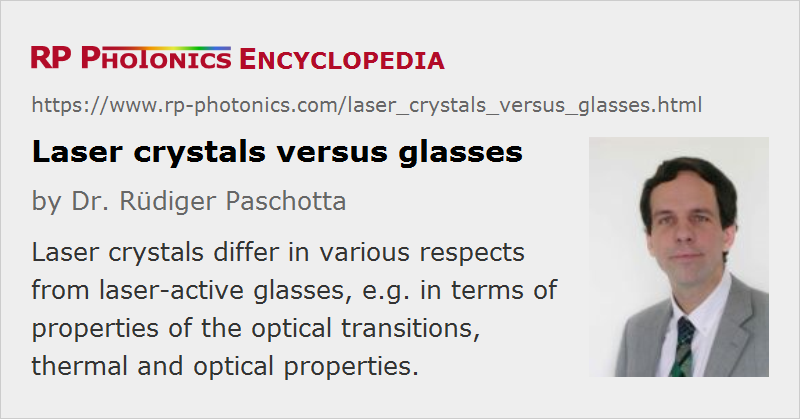 RP PHOTONICS ENCYCLOPEDIA
https://www.rp-photonics.com/laser_crystals_versus_glasses.html
Laser crystals versus glasses
by Dr. Rüdiger Paschotta
Laser crystals differ in various respects
from laser-active glasses, e.g. in terms of
properties of the optical transitions,
thermal and optical properties.